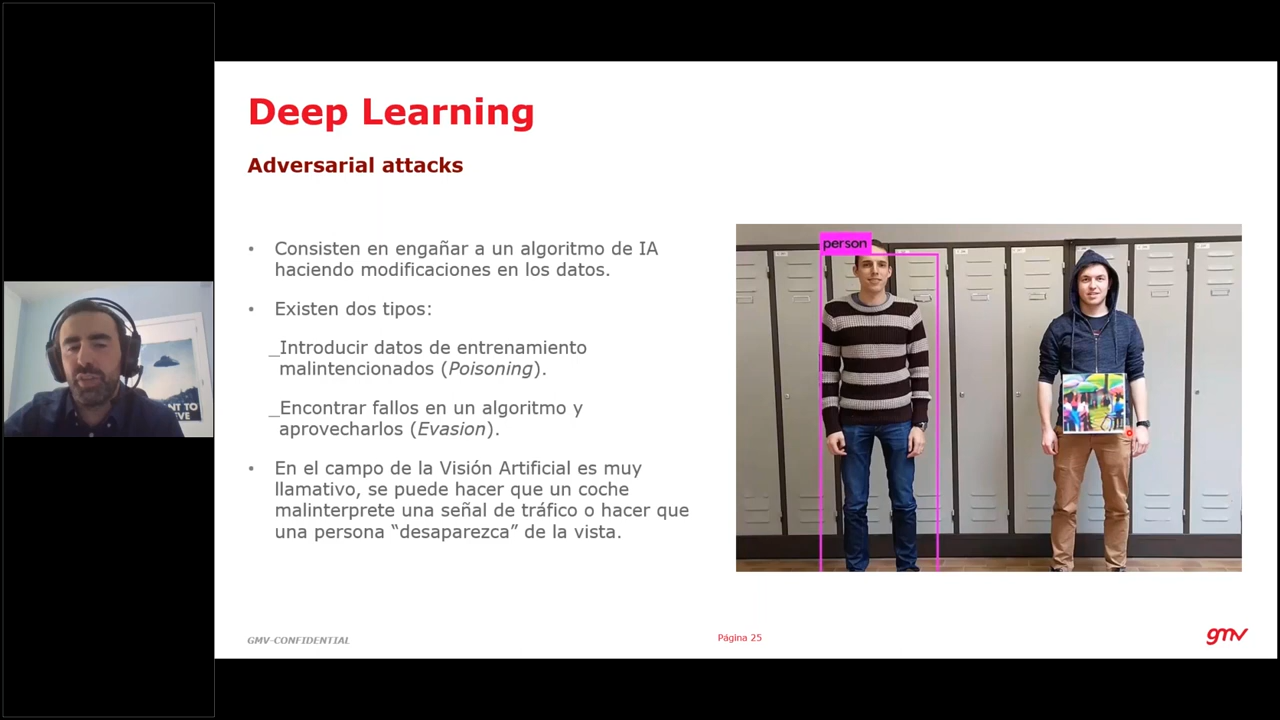 Deep Learning
Adversarial attacks
• Consisten en engañar a un algoritmo de IA
haciendo modificaciones en los datos.
• Existen dos tipos:
_Introducir datos de entrenamiento
malintencionados (Poisoning).
_Encontrar fallos en un algoritmo y
aprovecharlos (Evasion).
• En el campo de la Visión Artificial es muy
llamativo, se puede hacer que un coche
malinterprete una señal de tráfico o hacer que
una persona “desaparezca” de la vista.
person
GMV-CONFIDENTIAL
Página 25
gmv